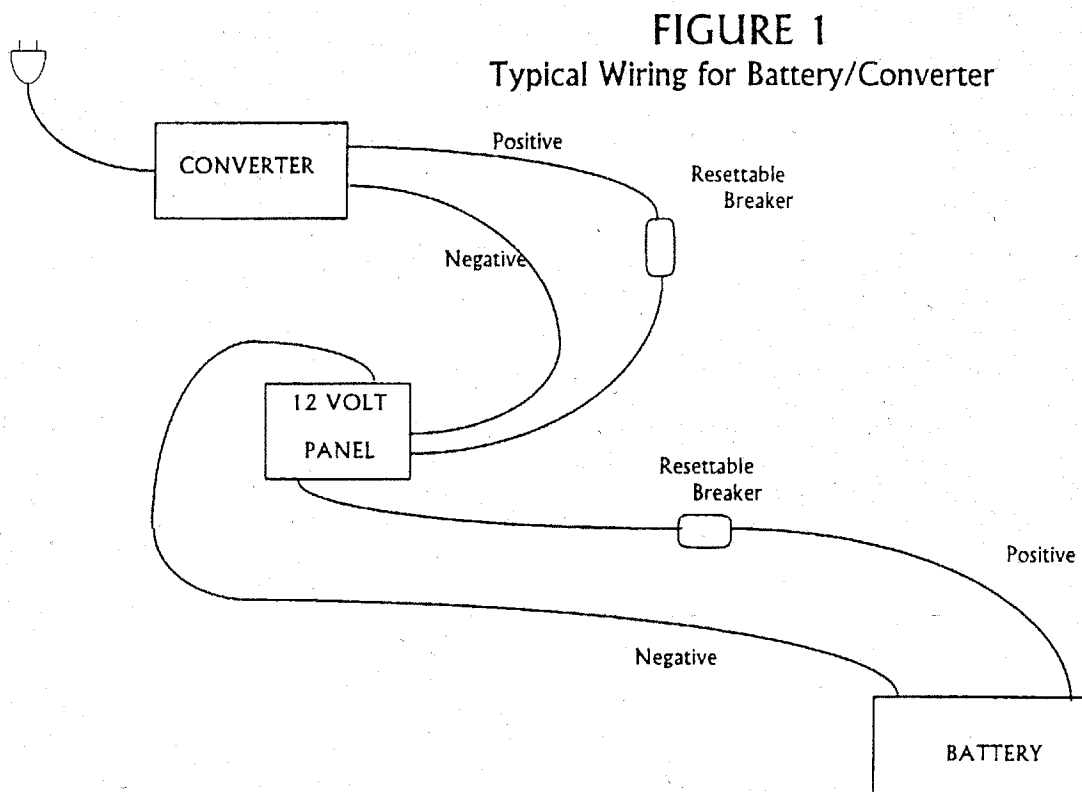 FIGURE 1
Typical Wiring for Battery/Converter
CONVERTER
Positive
Resettable
Breaker
Negative
12 VOLT
PANEL
Resettable
Breaker
Positive
Negative
BATTERY